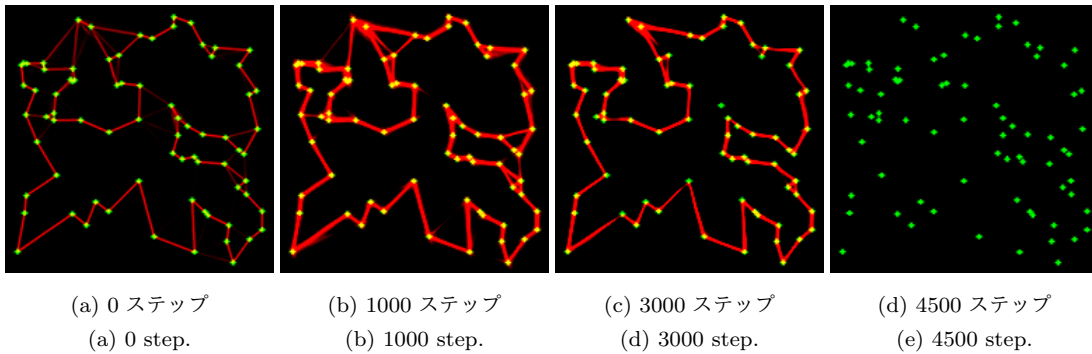 (a) 0 ステップ
(b) 1000 ステップ
(c) 3000 ステップ
(d) 4500 ステップ
(a) 0 step.
(b) 1000 step.
(d) 3000 step.
(e) 4500 step.